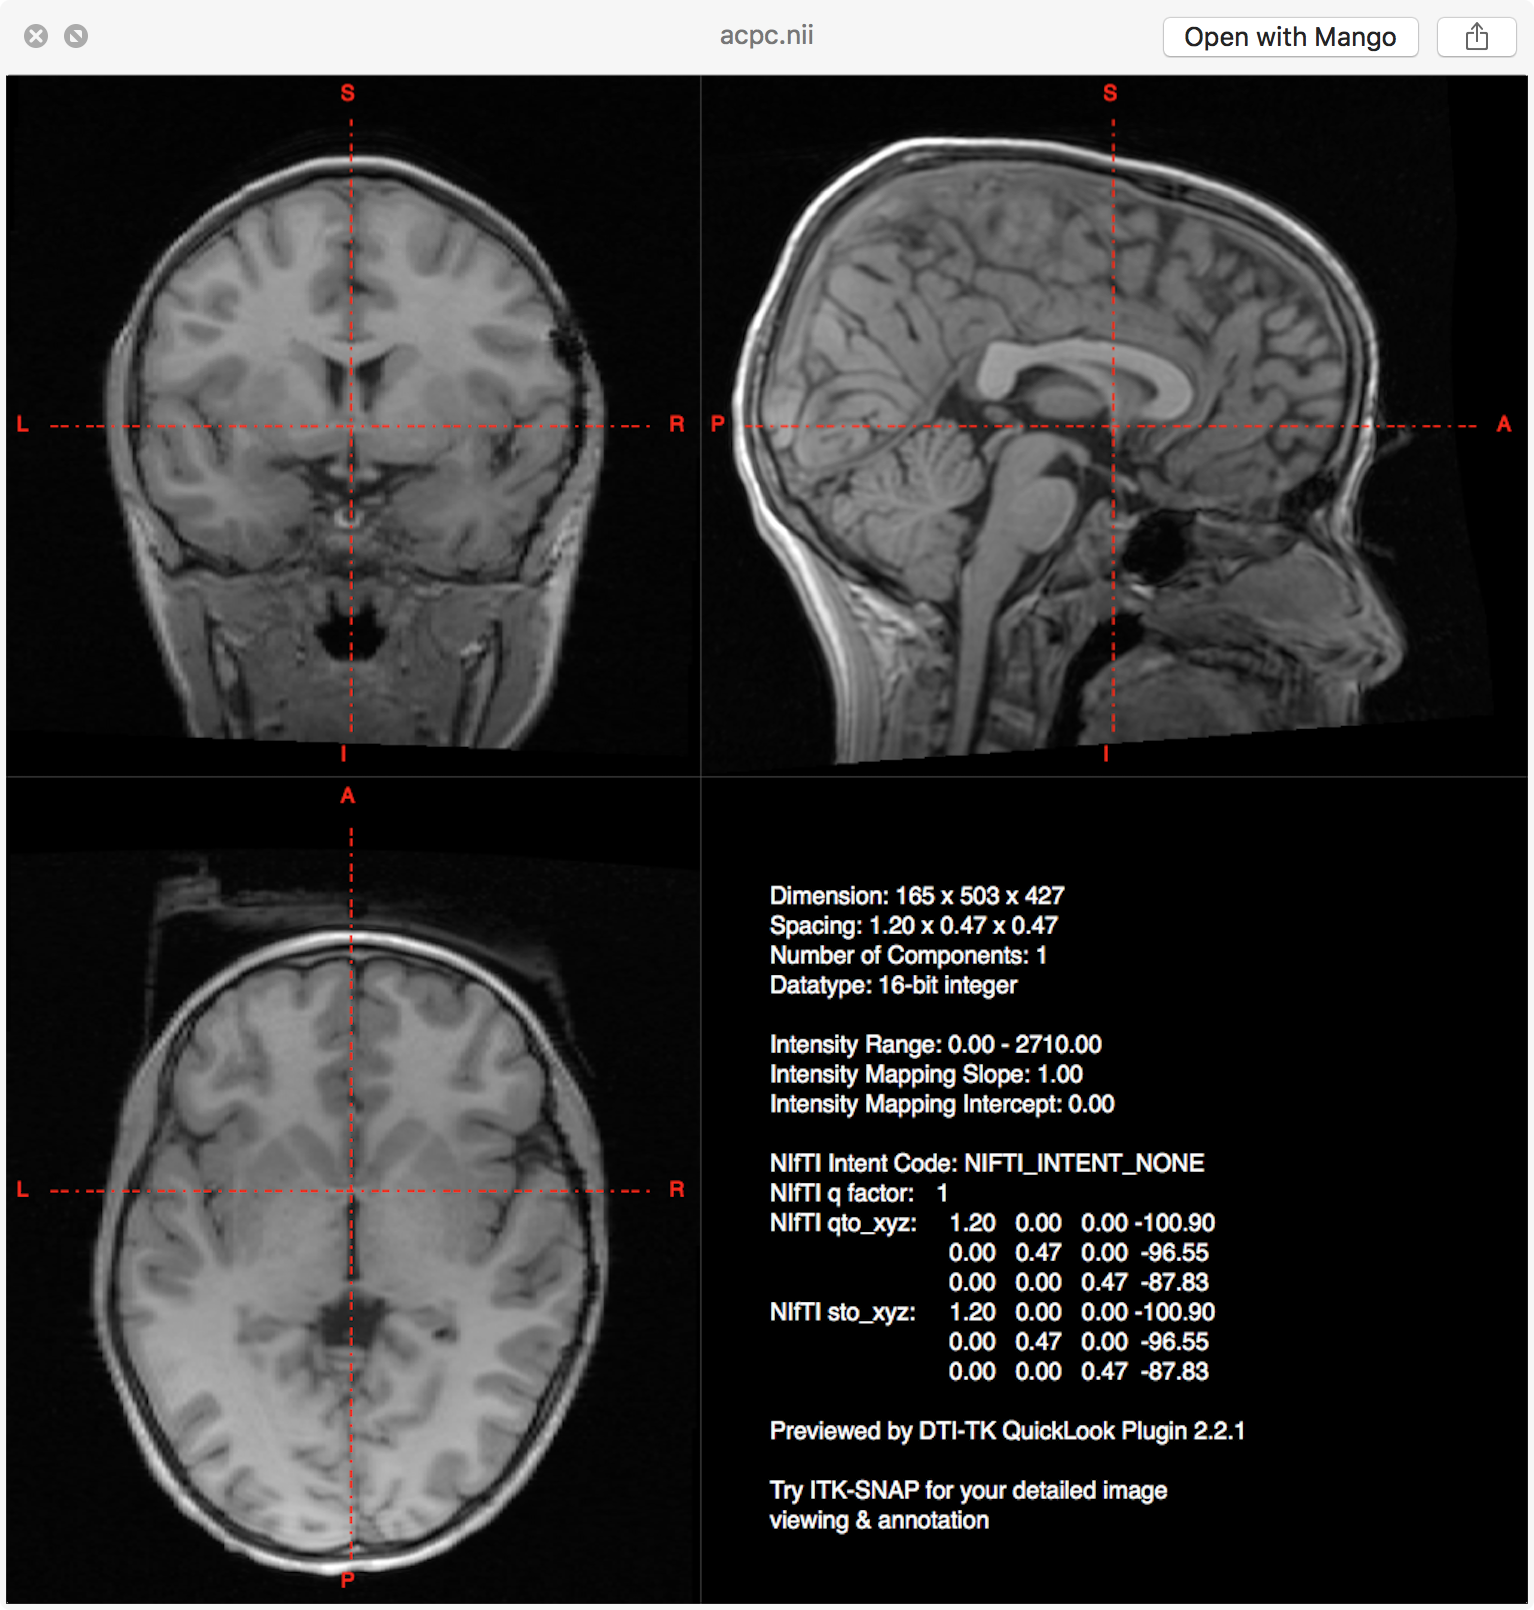 acpc.nii
Open with Mango
S
S
L
R
P
A
I
I
A
L
R
P
Dimension: 165 x 503 x 427
Spacing: 1.20 x 0.47 x 0.47
Number of Components: 1
Datatype: 16-bit integer
Intensity Range: 0.00 - 2710.00
Intensity Mapping Slope: 1.00
Intensity Mapping Intercept: 0.00
NIfTI Intent Code: NIFTI_INTENT_NONE
NIfTI q factor: 1
NIfTI qto_xyz: 1.20 0.00 0.00 -100.90
0.00 0.47 0.00 -96.55
0.00 0.00 0.47 -87.83
NIfTI sto_xyz: 1.20 0.00 0.00 -100.90
0.00 0.47 0.00 -96.55
0.00 0.00 0.47 -87.83
Previewed by DTI-TK QuickLook Plugin 2.2.1
Try ITK-SNAP for your detailed image
viewing & annotation